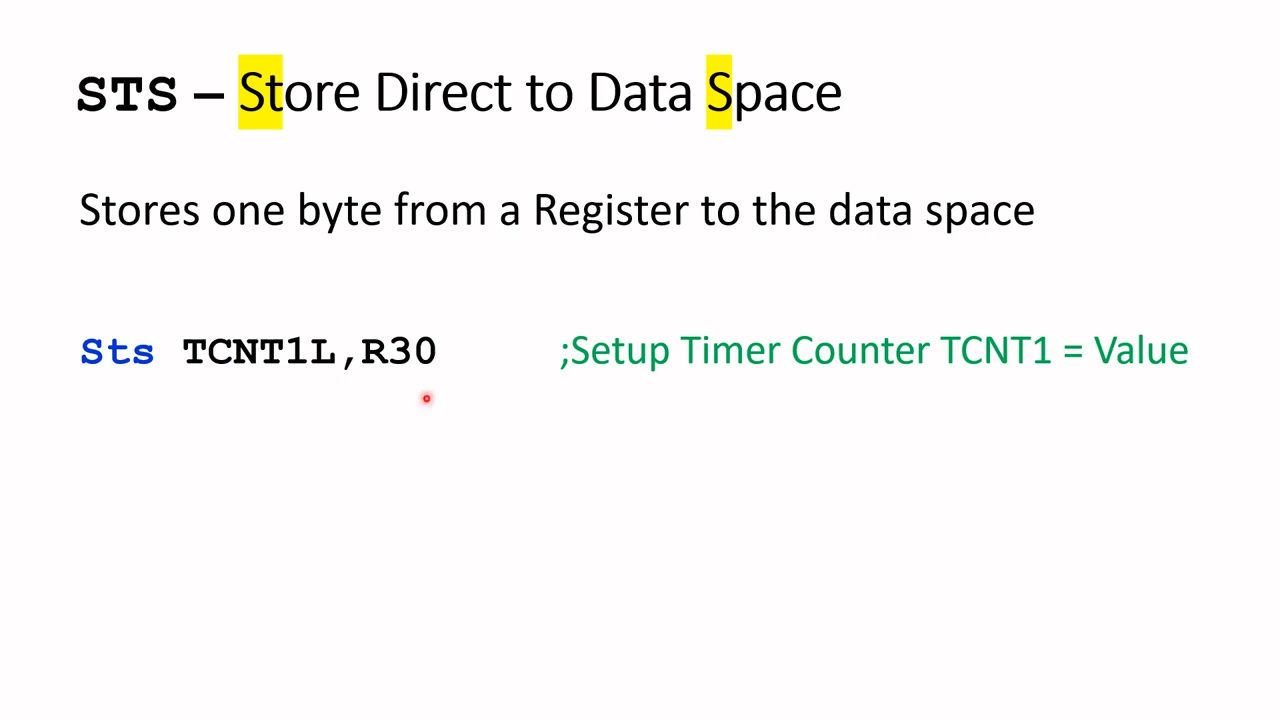 STS – Store Direct to Data Space
Stores one byte from a Register to the data space
Sts TCNT1L,R30 ;Setup Timer Counter TCNT1 = Value